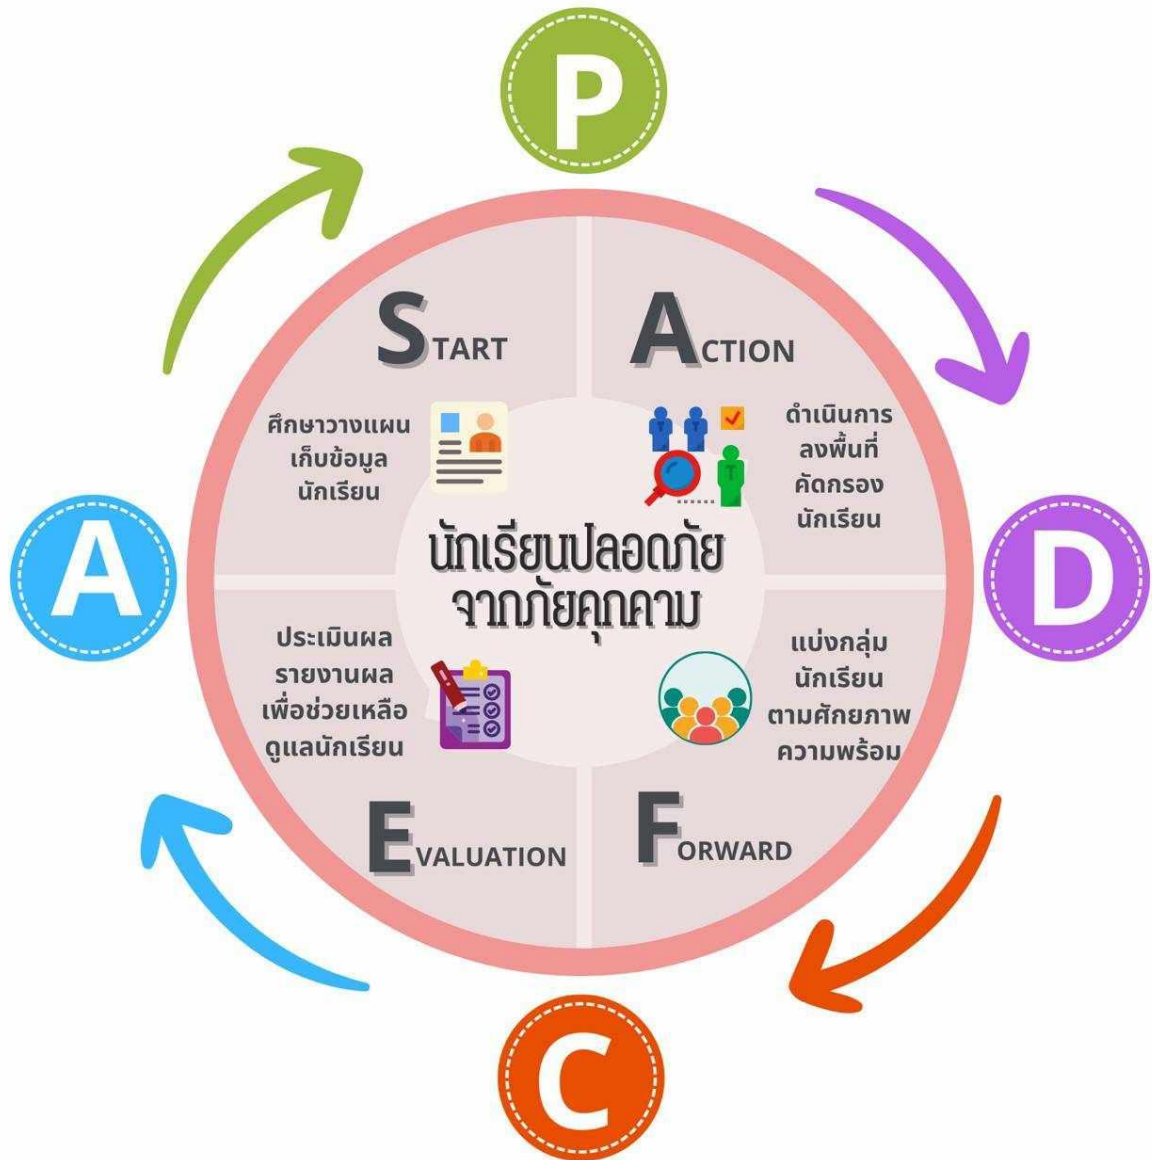 P
START
ศึกษาวางแผน
เก็บข้อมูล
นักเรียน
ACTION
ดำเนินการ
ลงพื้นที่
คัดกรอง
นักเรียน
A
นักเรียนปลอดภัย
จากภัยคุกคาม
D
ประเมินผล
รายงานผล
เพื่อช่วยเหลือ
ดูแลนักเรียน
EVALUATION
แบ่งกลุ่ม
นักเรียน
ตามศักยภาพ
ความพร้อม
FORWARD
C